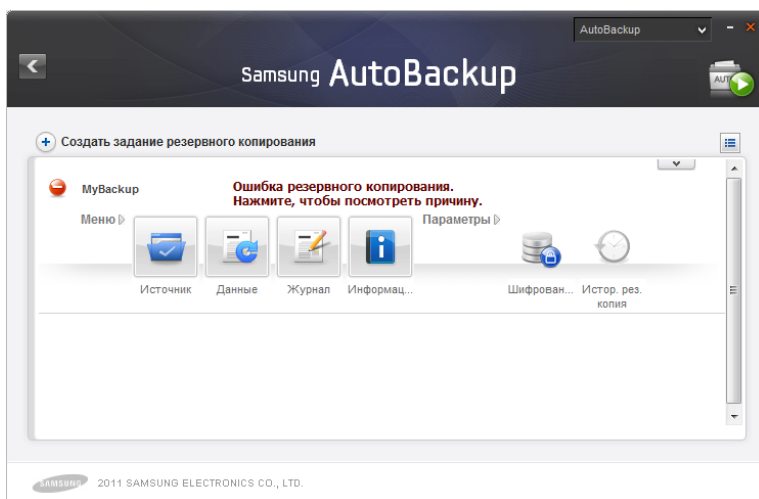 AutoBackup
Samsung AutoBackup
AUTO
Создать задание резервного копирования
MyBackup
Ошибка резервного копирования.
Нажмите, чтобы посмотреть причину.
Меню
Параметры
Источник
Данные
Журнал
Информац...
Шифрован...
Истор. рез.
копия
SAMSUNG 2011 SAMSUNG ELECTRONICS CO., LTD.